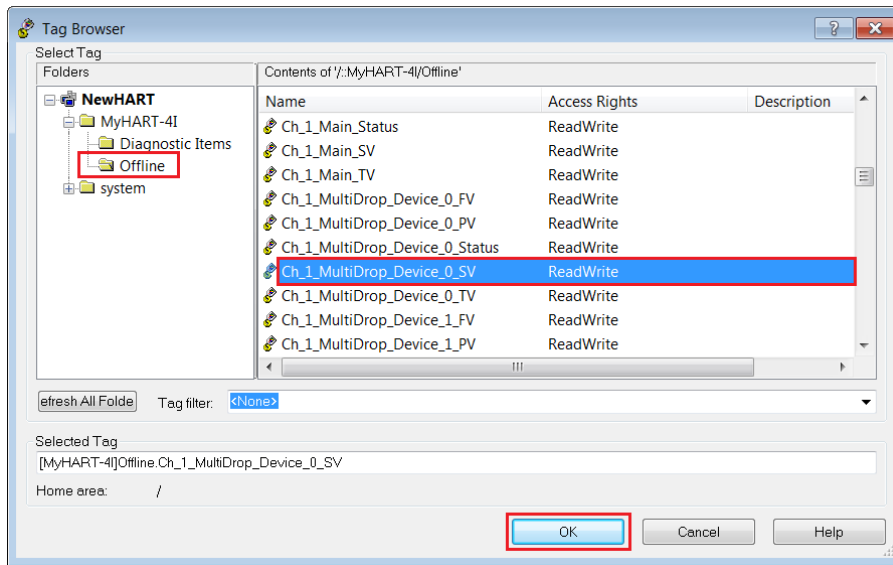 Tag Browser
Select Tag
Folders
Contents of '/::MyHART-4I/Offline'
NewHART
MyHART-4I
Diagnostic Items
Offline
system
Name Access Rights Description
Ch_1_Main_Status ReadWrite
Ch_1_Main_SV ReadWrite
Ch_1_Main_TV ReadWrite
Ch_1_MultiDrop_Device_0_FV ReadWrite
Ch_1_MultiDrop_Device_0_PV ReadWrite
Ch_1_MultiDrop_Device_0_Status ReadWrite
Ch_1_MultiDrop_Device_0_SV ReadWrite
Ch_1_MultiDrop_Device_0_TV ReadWrite
Ch_1_MultiDrop_Device_1_FV ReadWrite
Ch_1_MultiDrop_Device_1_PV ReadWrite
efresh All Folde Tag filter: <None>
Selected Tag
[MyHART-4I]Offline.Ch_1_MultiDrop_Device_0_SV
Home area: /
OK Cancel Help